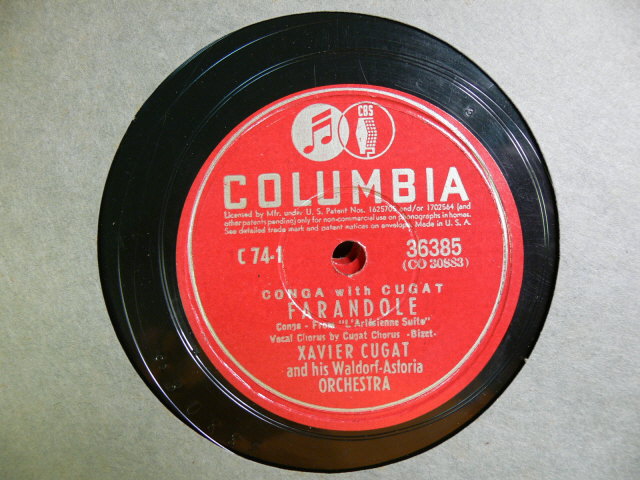 CBS
COLUMBIA
Licensed by Mfr. under U. S. Patent Nos. 1625705 and/or 1702564 (and
other patents pending) only for non-commercial use on phonographs in homes.
See detailed trade mark and patent notices on envelope. Made in U. S. A.
C 74-1 36385
(CO 30883)
CONGA with CUGAT
FARANDOLE
Conga - From "L'Arlésienne Suite"
Vocal Chorus by Cugat Chorus -Bizet-
XAVIER CUGAT
and his Waldorf-Astoria
ORCHESTRA